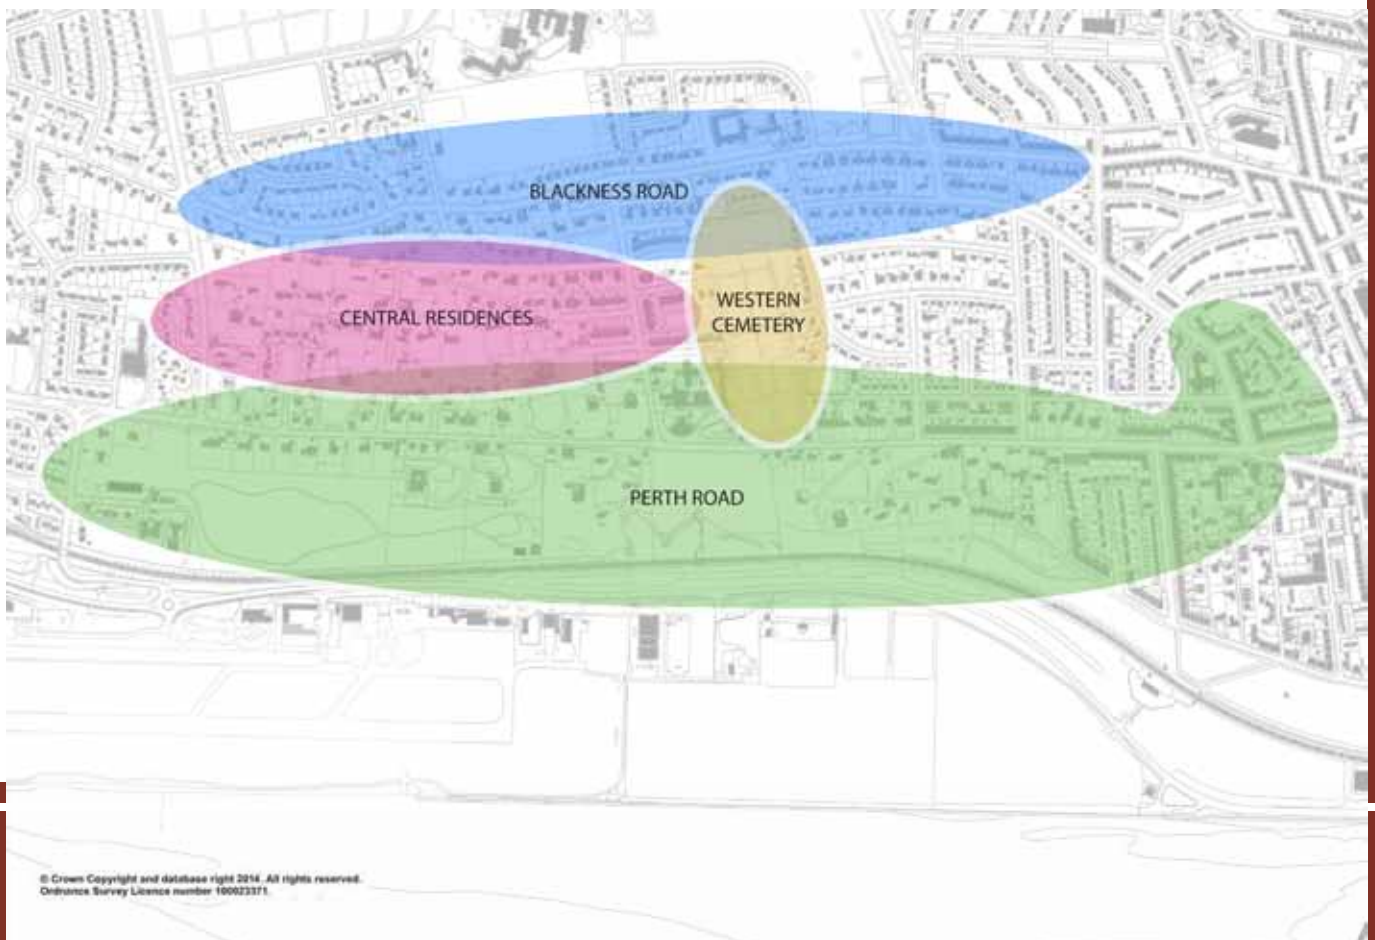 BLACKNESS ROAD
CENTRAL RESIDENCES
WESTERN
CEMETERY
PERTH ROAD
© Crown Copyright and database right 2014. All rights reserved.
Ordnance Survey Licence number 100023371.